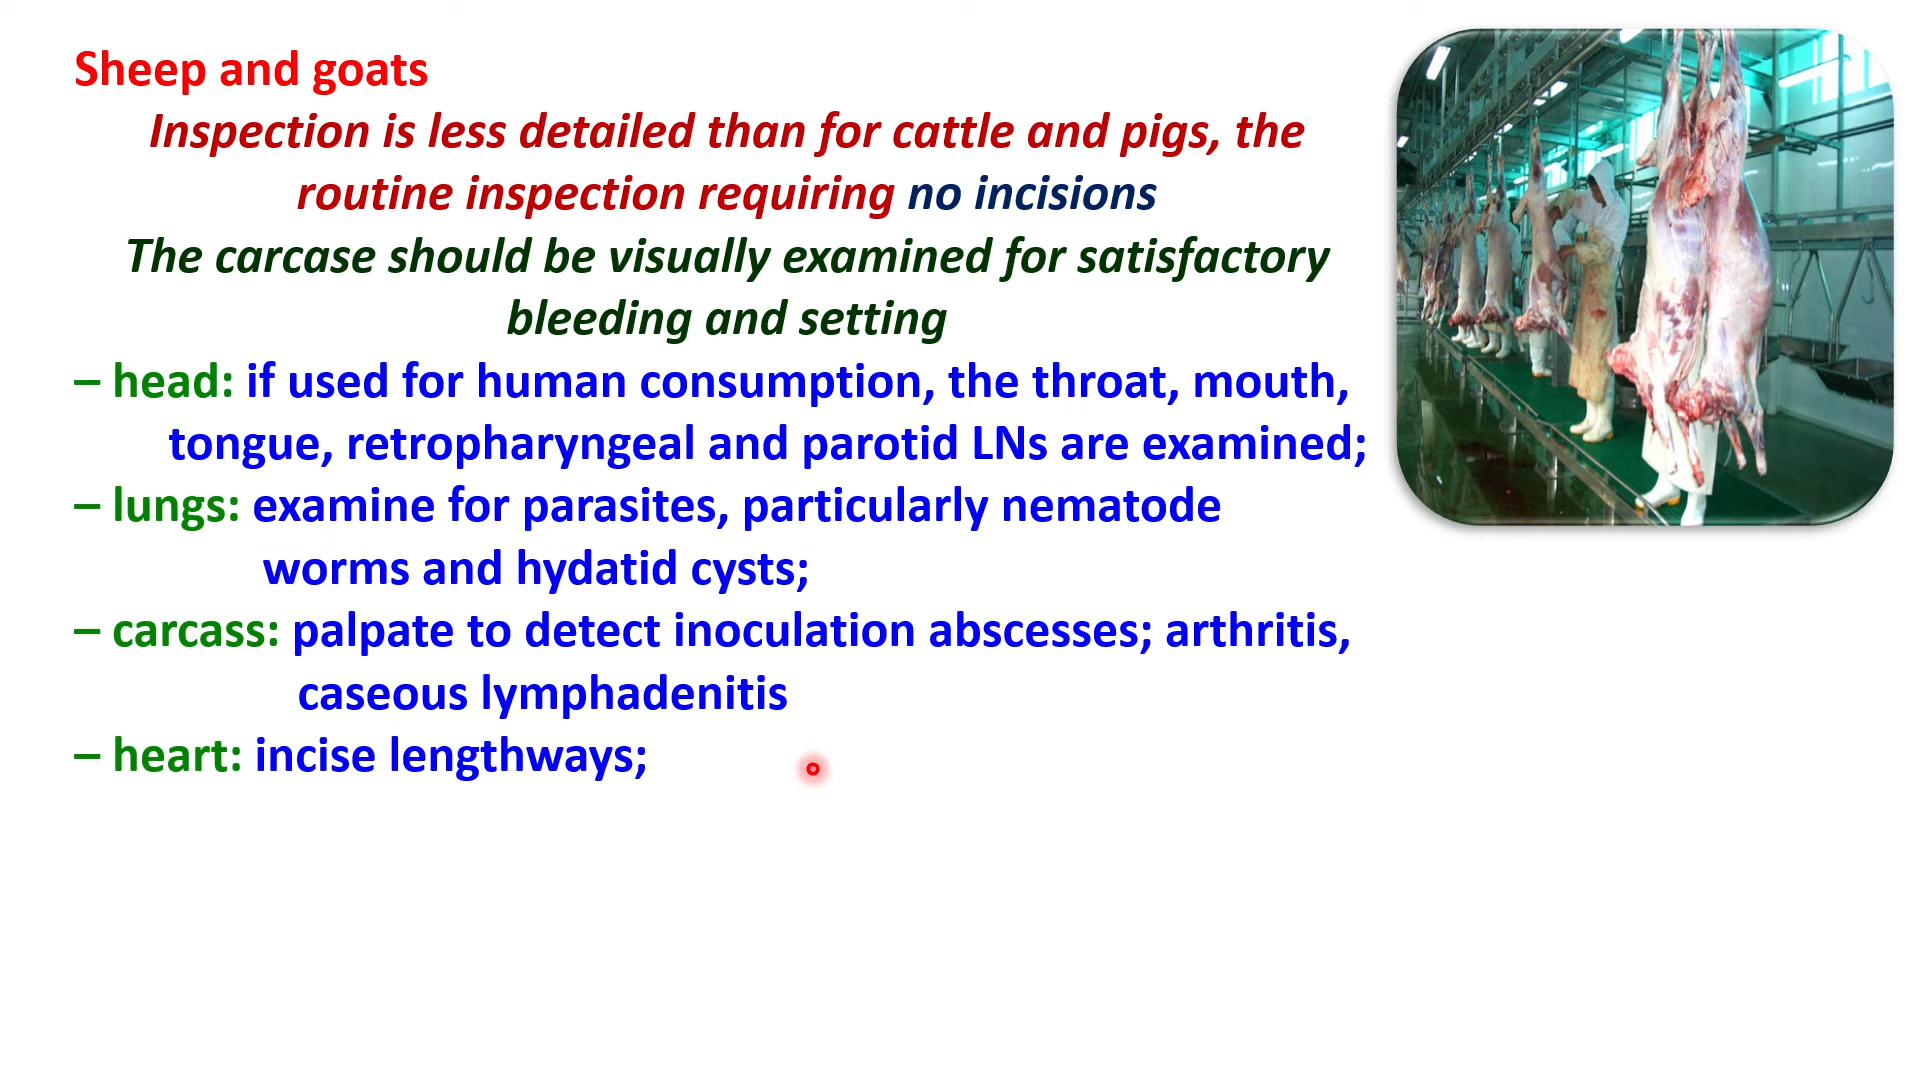 Sheep and goats
Inspection is less detailed than for cattle and pigs, the
routine inspection requiring no incisions
The carcase should be visually examined for satisfactory
bleeding and setting
– head: if used for human consumption, the throat, mouth,
tongue, retropharyngeal and parotid LNs are examined;
– lungs: examine for parasites, particularly nematode
worms and hydatid cysts;
– carcass: palpate to detect inoculation abscesses; arthritis,
caseous lymphadenitis
– heart: incise lengthways;